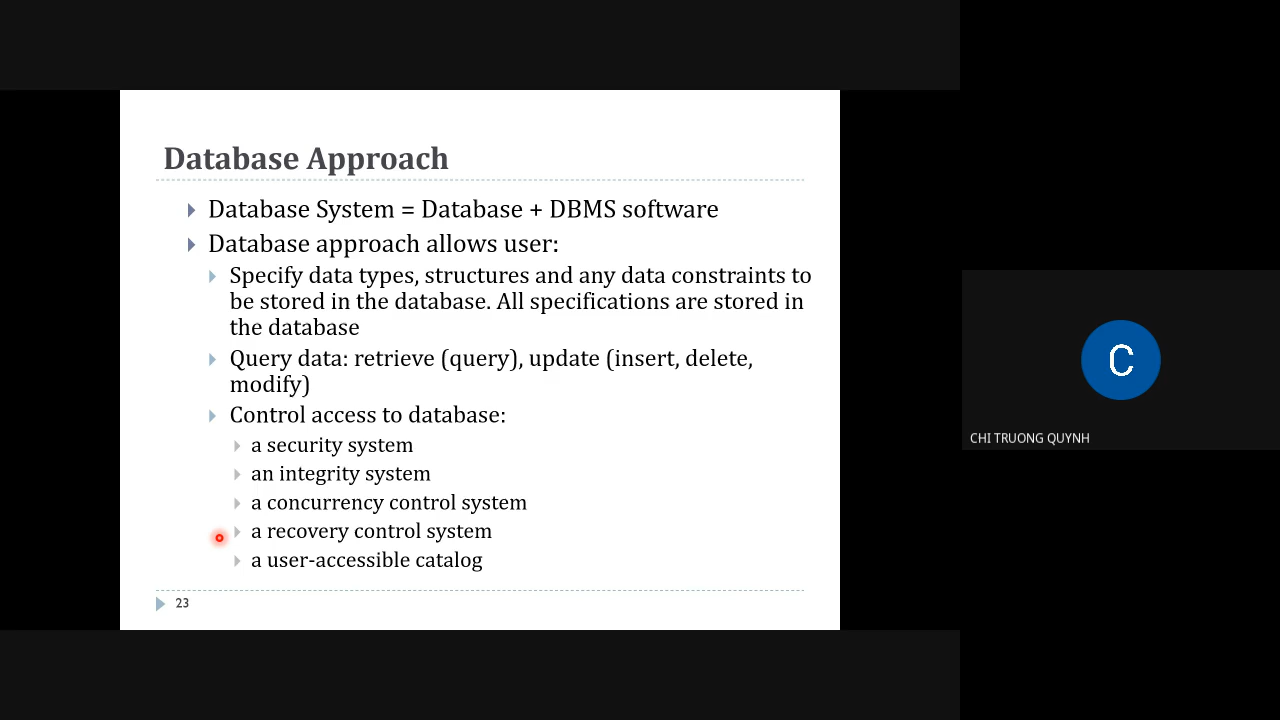 Database Approach
Database System = Database + DBMS software
Database approach allows user:
Specify data types, structures and any data constraints to
be stored in the database. All specifications are stored in
the database
Query data: retrieve (query), update (insert, delete,
modify)
Control access to database:
a security system
an integrity system
a concurrency control system
a recovery control system
a user-accessible catalog
23
C
CHI TRUONG QUYNH